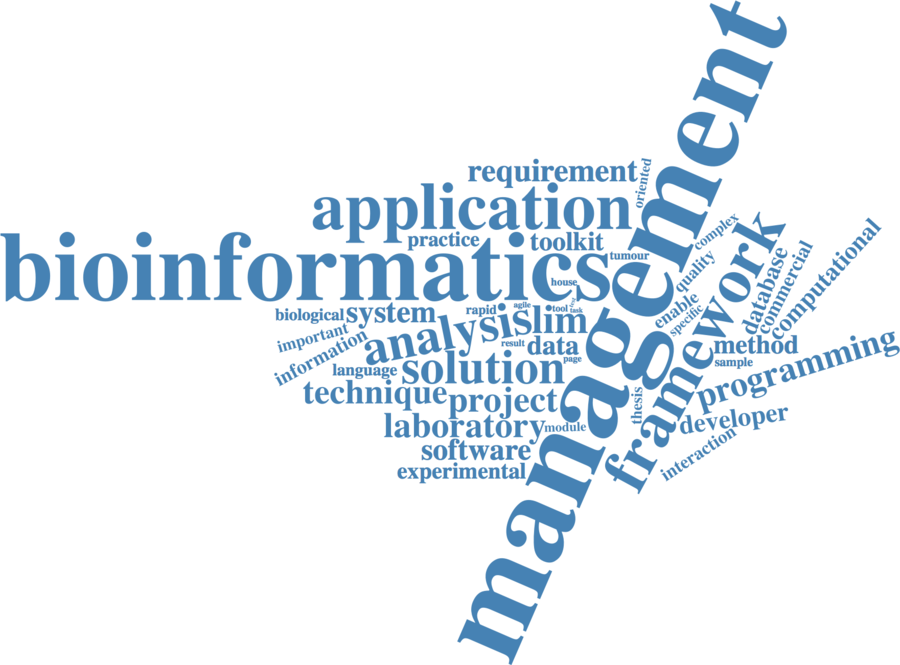 management
requirement
oriented
application
bioinformatics
practice
toolkit
tumour
house
complex
quality
framework
database
commercial
computational
enable
specific
biological
system
rapid
agile
tool
task
important
information
analysis
lim
result
data
page
method
sample
language
solution
programming
technique
project
thesis
developer
laboratory
module
interaction
software
experimental